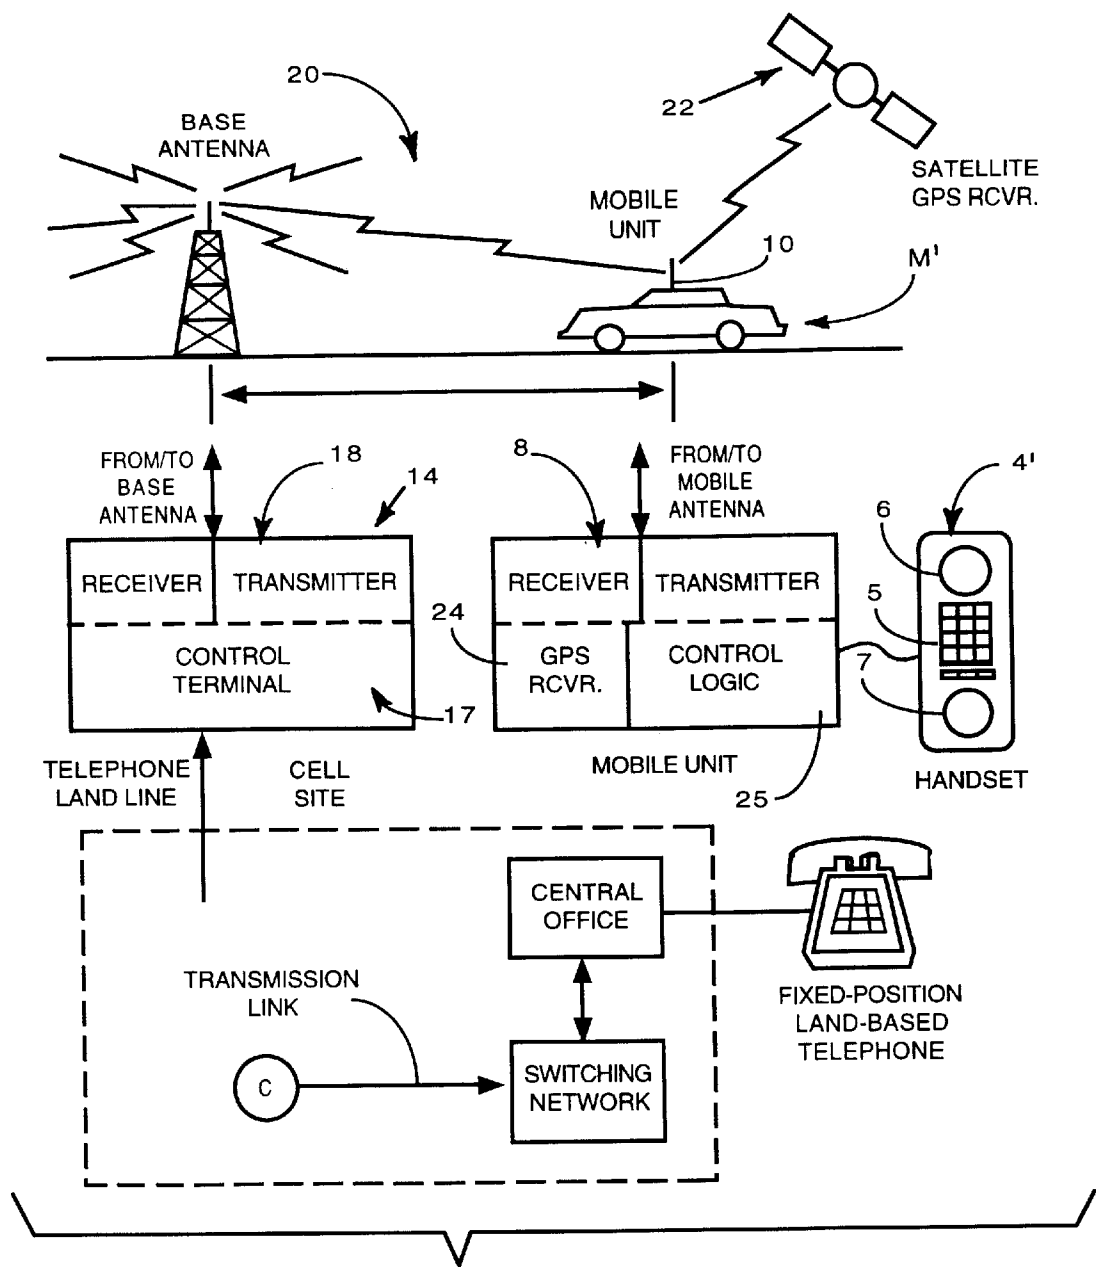 20
22
BASE
ANTENNA
SATELLITE
GPS RCVR.
MOBILE
UNIT
10
M'
FROM/TO
BASE
ANTENNA
18
14
8
FROM/TO
MOBILE
ANTENNA
4'
6
5
7
RECEIVER
TRANSMITTER
CONTROL
TERMINAL
17
RECEIVER
TRANSMITTER
24
GPS
RCVR.
CONTROL
LOGIC
25
TELEPHONE
LAND LINE
CELL
SITE
MOBILE UNIT
HANDSET
CENTRAL
OFFICE
TRANSMISSION
LINK
C
SWITCHING
NETWORK
FIXED-POSITION
LAND-BASED
TELEPHONE